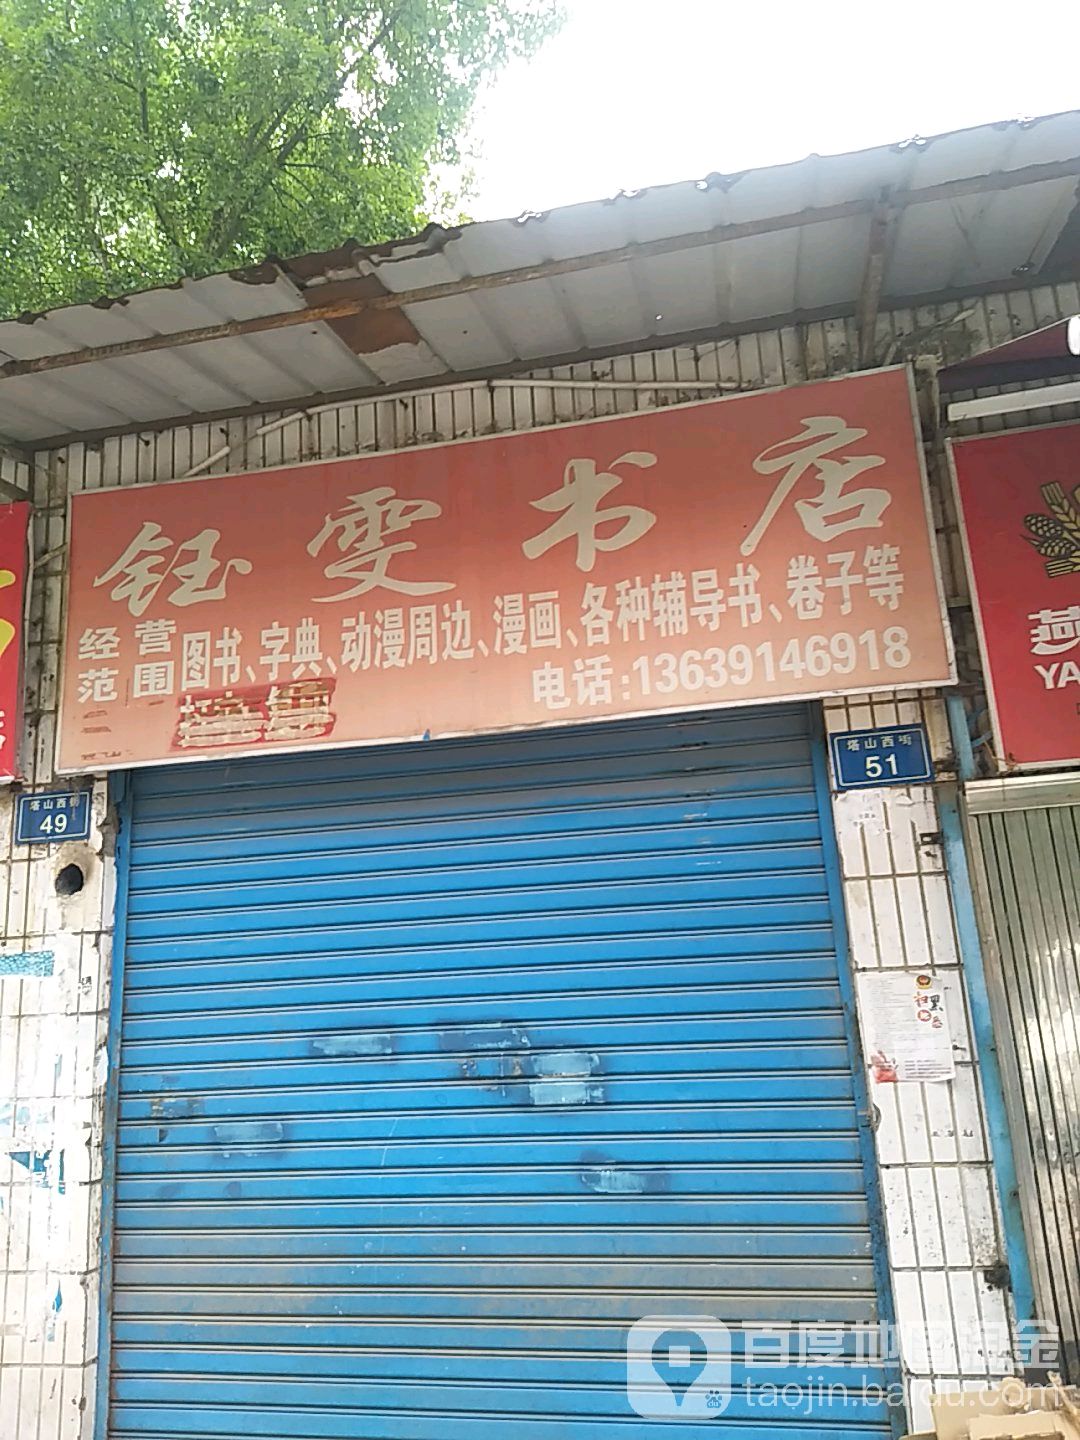 钰雯书店
经营范围
图书、字典、动漫周边、漫画、各种辅导书、卷子等
电话:13639146918
塔山西街
51
塔山西街
49
燕
YA
百度地图淘金
taojin.baidu.com